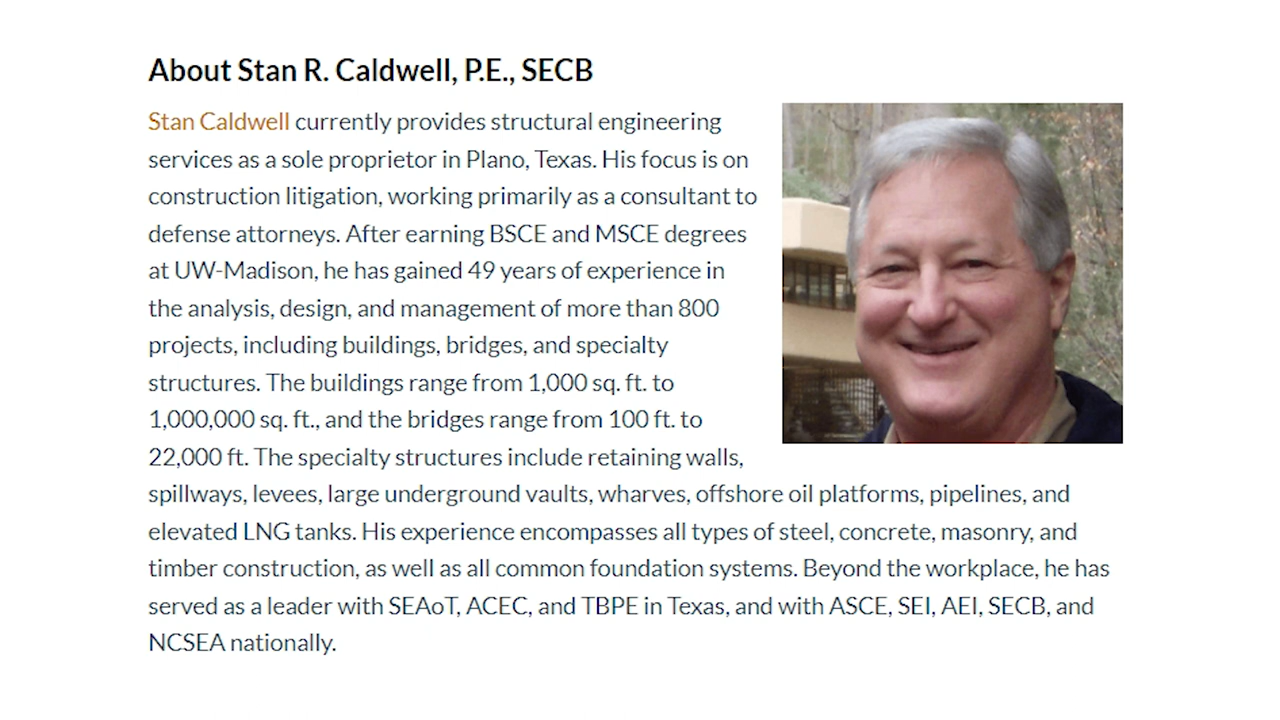 About Stan R. Caldwell, P.E., SECB
Stan Caldwell currently provides structural engineering
services as a sole proprietor in Plano, Texas. His focus is on
construction litigation, working primarily as a consultant to
defense attorneys. After earning BSCE and MSCE degrees
at UW-Madison, he has gained 49 years of experience in
the analysis, design, and management of more than 800
projects, including buildings, bridges, and specialty
structures. The buildings range from 1,000 sq. ft. to
1,000,000 sq. ft., and the bridges range from 100 ft. to
22,000 ft. The specialty structures include retaining walls,
spillways, levees, large underground vaults, wharves, offshore oil platforms, pipelines, and
elevated LNG tanks. His experience encompasses all types of steel, concrete, masonry, and
timber construction, as well as all common foundation systems. Beyond the workplace, he has
served as a leader with SEAoT, ACEC, and TBPE in Texas, and with ASCE, SEI, AEI, SECB, and
NCSEA nationally.